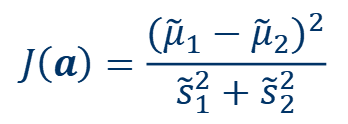 J(a) = (μ̃₁ − μ̃₂)² / (s̃₁² + s̃₂²)